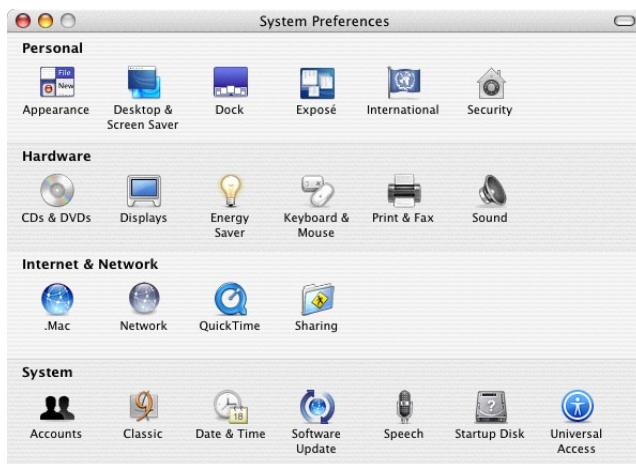 System Preferences
Personal
File
New
Appearance
Desktop &
Screen Saver
Dock
Exposé
International
Security
Hardware
CDs & DVDs
Displays
Energy
Saver
Keyboard &
Mouse
Print & Fax
Sound
Internet & Network
.Mac
Network
QuickTime
Sharing
System
18
?
Accounts
Classic
Date & Time
Software
Update
Speech
Startup Disk
Universal
Access